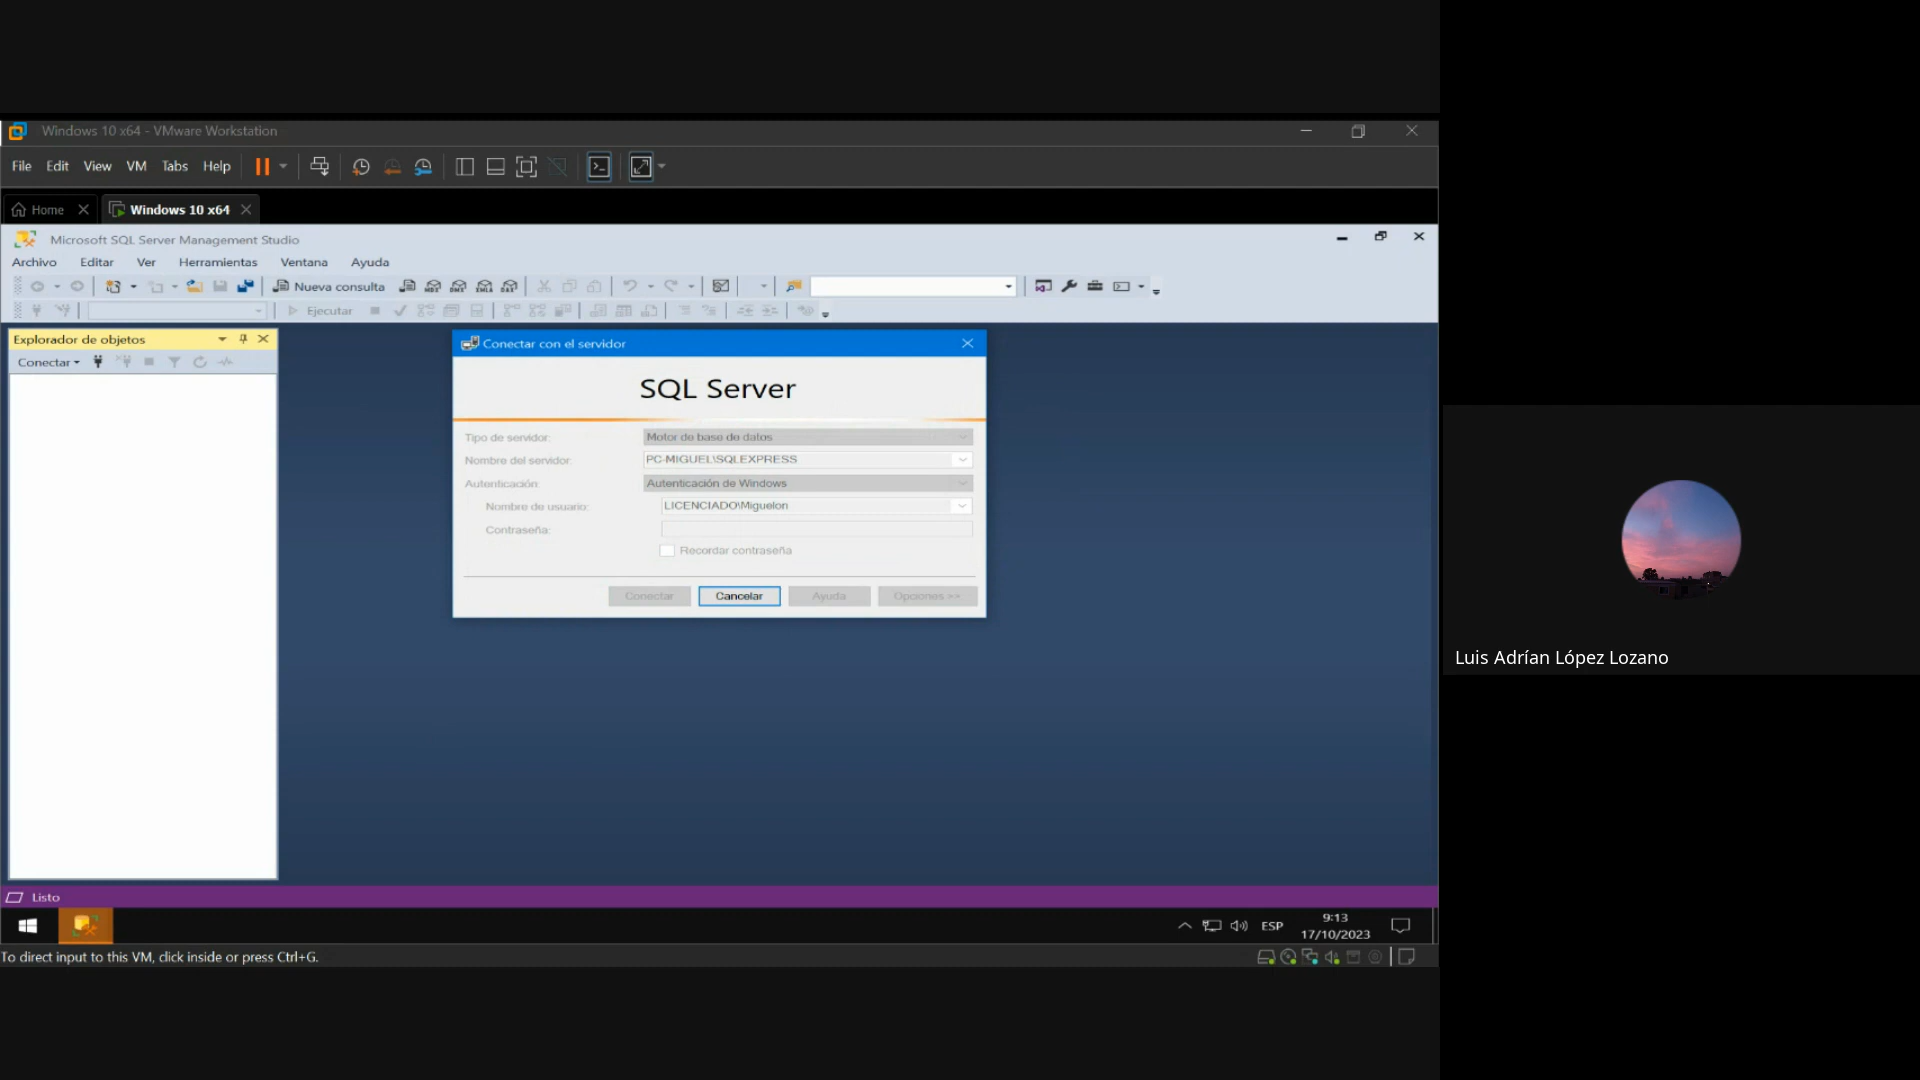 Windows 10 x64 - VMware Workstation
File Edit View VM Tabs Help
Home
Windows 10 x64
Microsoft SQL Server Management Studio
Archivo Editar Ver Herramientas Ventana Ayuda
Nueva consulta
Ejecutar
Explorador de objetos
Conectar
Conectar con el servidor
SQL Server
Tipo de servidor: Motor de base de datos
Nombre del servidor: PC-MIGUEL\SQLEXPRESS
Autenticación: Autenticación de Windows
Nombre de usuario: LICENCIADO\Miguelon
Contraseña:
Recordar contraseña
Conectar Cancelar Ayuda Opciones >>
Luis Adrían López Lozano
Listo
ESP
9:13
17/10/2023
To direct input to this VM, click inside or press Ctrl+G.